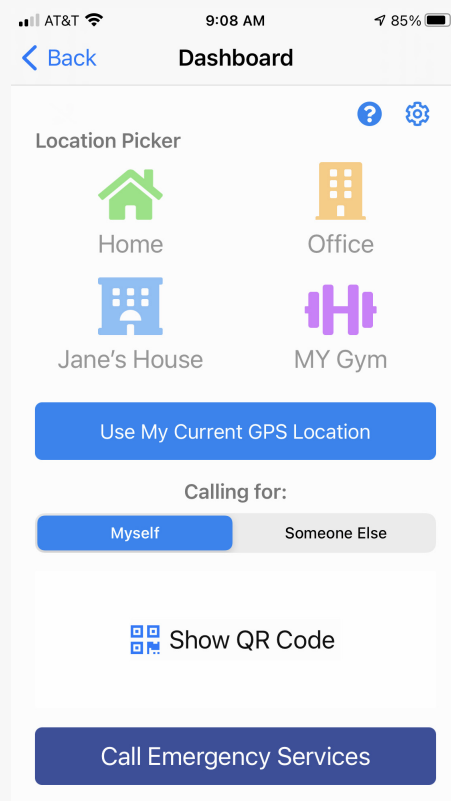 AT&T 9:08 AM 85%
Back Dashboard
?
Location Picker
Home Office
Jane's House MY Gym
Use My Current GPS Location
Calling for:
Myself Someone Else
Show QR Code
Call Emergency Services